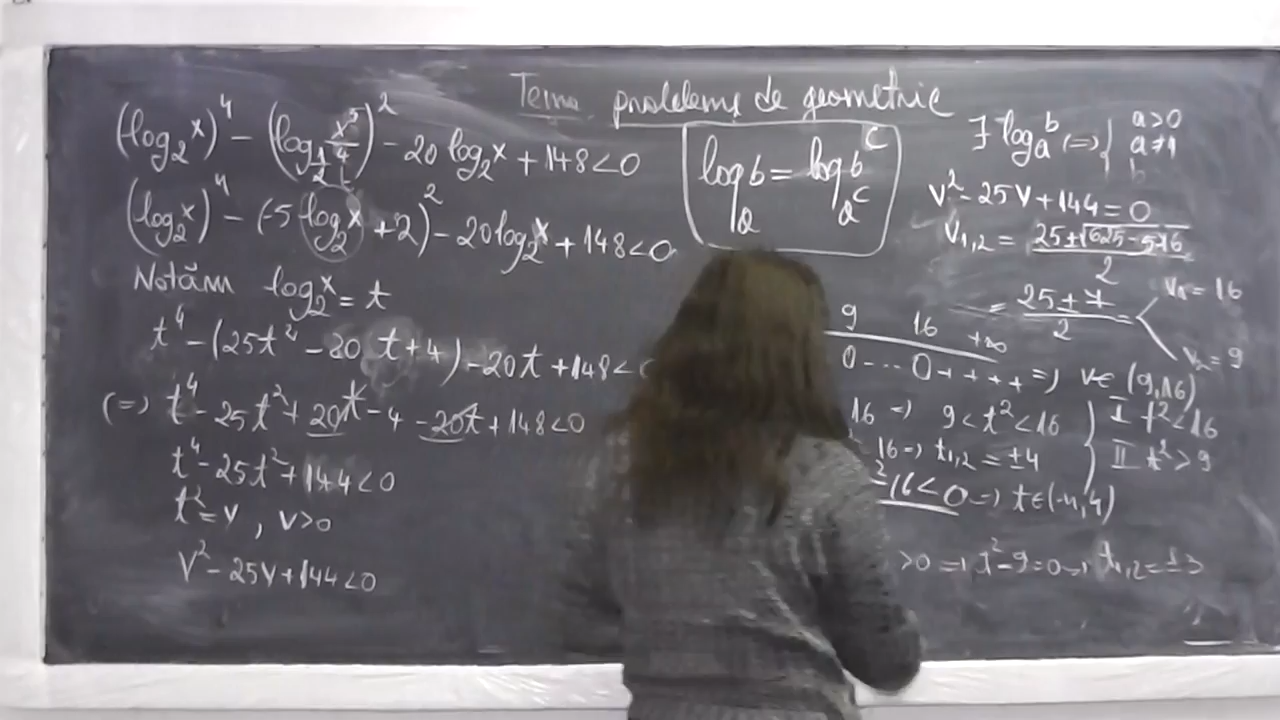 Tema probleme de geometrie
(log₂x)⁴ - (log_{1/2} x⁵/4)² - 20 log₂x + 148 < 0
(log₂x)⁴ - (-5 log₂x + 2)² - 20 log₂x + 148 < 0
Notăm log₂x = t
t⁴ - (25t² - 20 t + 4) - 20t + 148 <
(=) t⁴ - 25t² + 20t - 4 - 20t + 148 < 0
t⁴ - 25t² + 144 < 0
t² = v , v > 0
v² - 25v + 144 < 0
log_a b = log_{a^c} b^c
∃ log_a b (=) { a > 0
a ≠ 1
b
v² - 25v + 144 = 0
v₁,₂ = (25 ± √(625 - 576)) / 2
= (25 ± 7) / 2
v₁ = 16
v₂ = 9
9 16 +∞
0 --- 0 + + + + =) v ∈ (9,16)
16 =) 9 < t² < 16
I t² < 16
II t² > 9
16 =) t₁,₂ = ±4
² - 16 < 0 =) t ∈ (-4, 4)
> 0 =) t² - 9 = 0 =) t₁,₂ = ±3